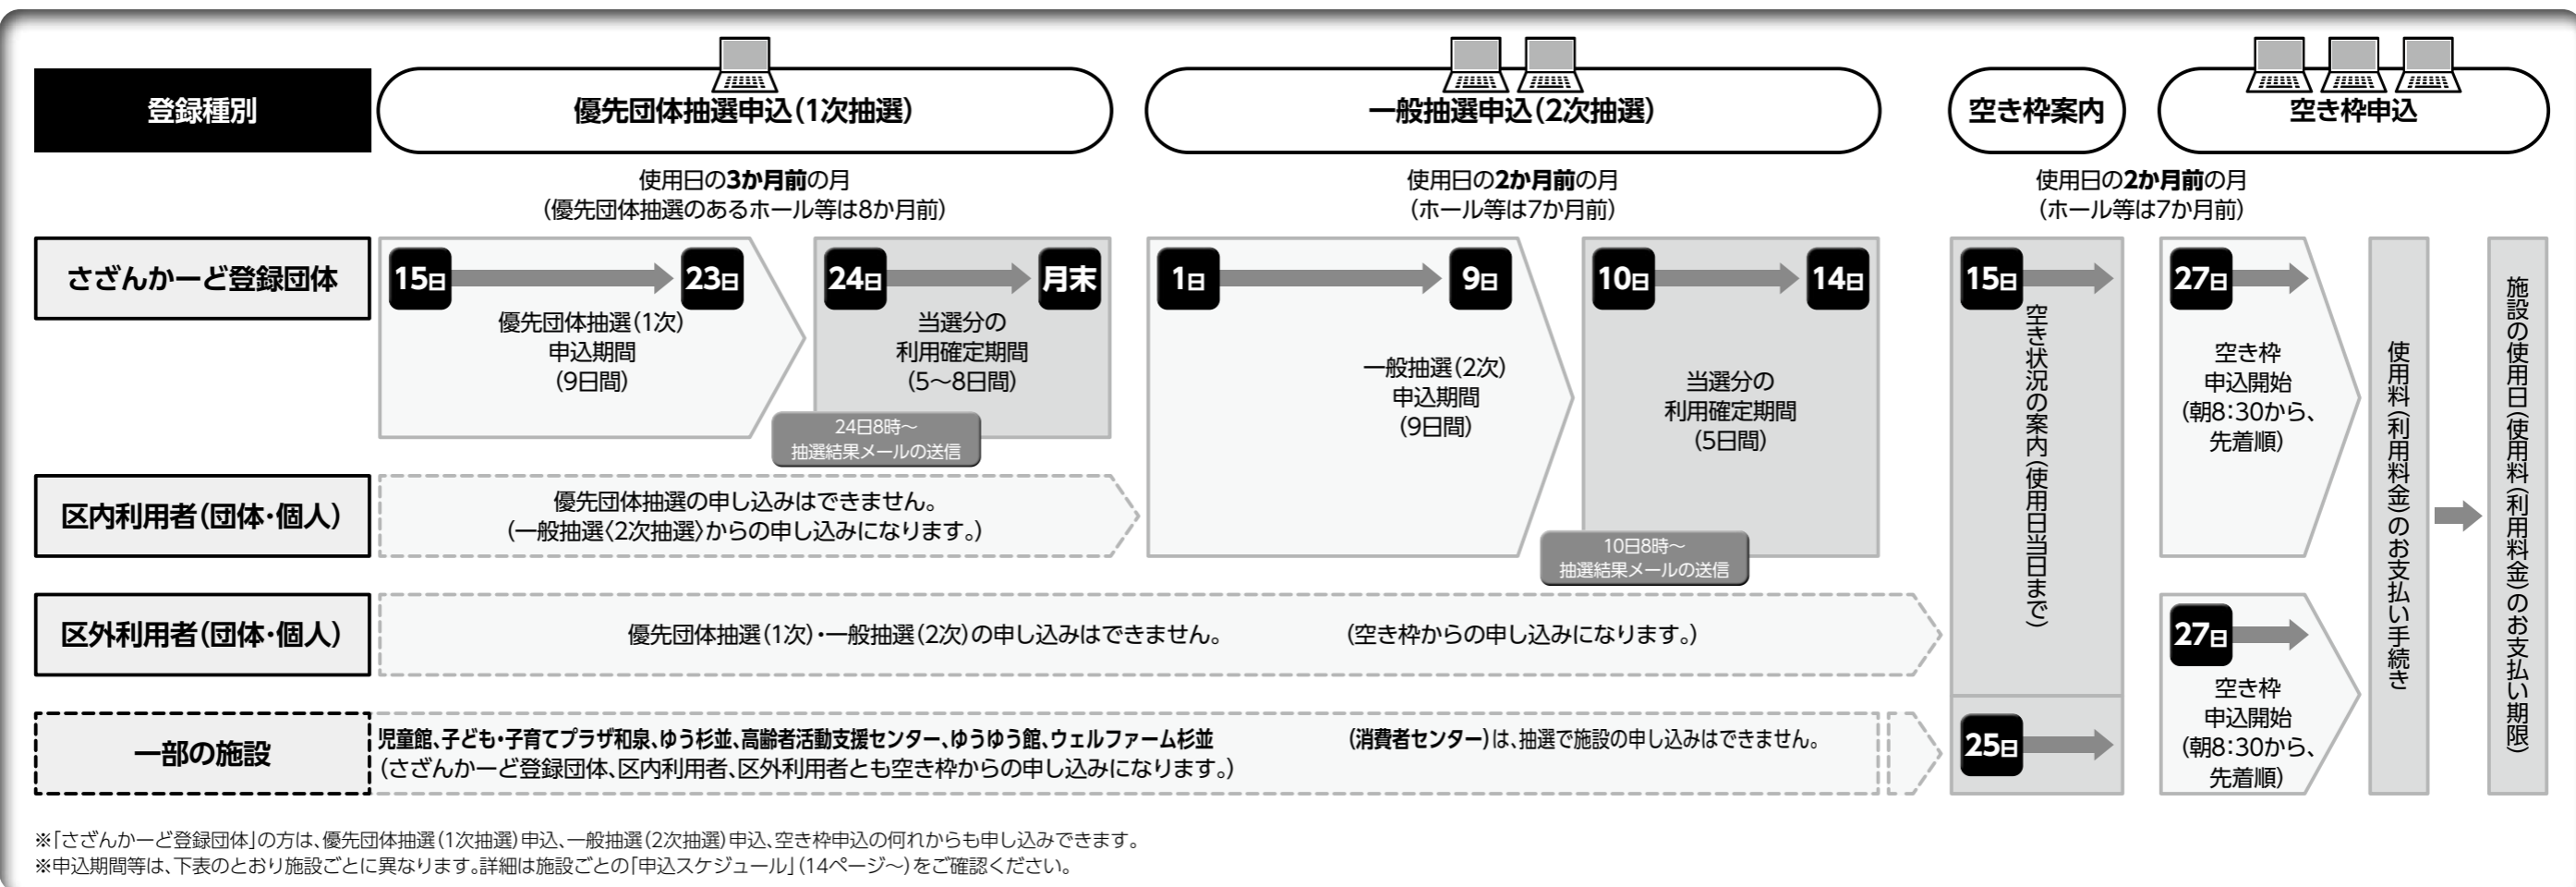 登録種別
優先団体抽選申込（1次抽選）
一般抽選申込（2次抽選）
空き枠案内
空き枠申込
使用日の3か月前の月
（優先団体抽選のあるホール等は8か月前）
使用日の2か月前の月
（ホール等は7か月前）
使用日の2か月前の月
（ホール等は7か月前）
さざんかーど登録団体
15日
23日
優先団体抽選（1次）
申込期間
（9日間）
24日
月末
当選分の
利用確定期間
（5〜8日間）
24日8時〜
抽選結果メールの送信
1日
9日
一般抽選（2次）
申込期間
（9日間）
10日
14日
当選分の
利用確定期間
（5日間）
10日8時〜
抽選結果メールの送信
15日
空き状況の案内（使用日当日まで）
27日
空き枠
申込開始
（朝8：30から、
先着順）
使用料（利用料金）のお支払い手続き
施設の使用日（使用料（利用料金）のお支払い期限）
区内利用者（団体・個人）
優先団体抽選の申し込みはできません。
（一般抽選〈2次抽選〉からの申し込みになります。）
区外利用者（団体・個人）
優先団体抽選（1次）・一般抽選（2次）の申し込みはできません。　（空き枠からの申し込みになります。）
27日
空き枠
申込開始
（朝8：30から、
先着順）
一部の施設
児童館、子ども・子育てプラザ和泉、ゆう杉並、高齢者活動支援センター、ゆうゆう館、ウェルファーム杉並　（消費者センター）は、抽選で施設の申し込みはできません。
（さざんかーど登録団体、区内利用者、区外利用者とも空き枠からの申し込みになります。）
25日
※「さざんかーど登録団体」の方は、優先団体抽選（1次抽選）申込、一般抽選（2次抽選）申込、空き枠申込の何れからも申し込みできます。
※申込期間等は、下表のとおり施設ごとに異なります。詳細は施設ごとの「申込スケジュール」（14ページ〜）をご確認ください。